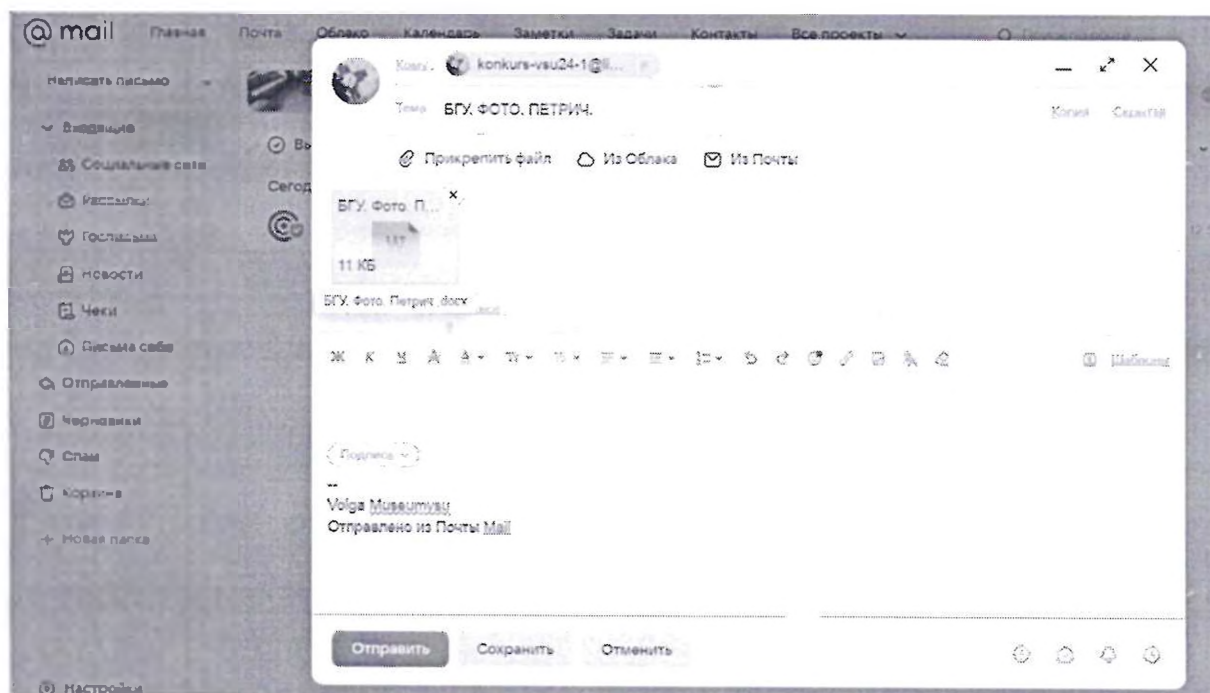 @mail Главная Почта Облако Календарь Заметки Задачи Контакты Все проекты
Написать письмо
Входящие
Социальные сети
Рассылки
Госписьма
Новости
Чеки
Письма себе
Отправленные
Черновики
Спам
Корзина
+ Новая папка
Настройки
Сегод
Кому: konkurs-vsu24-1@li...
Тема БГУ. ФОТО. ПЕТРИЧ.
Копия Скрытая
Прикрепить файл Из Облака Из Почты
БГУ. Фото. П...
11 КБ
БГУ. Фото. Петрич .docx
Ж К Ч
Шаблоны
Подпись
--
Volga Museumvsu
Отправлено из Почты Mail
Отправить Сохранить Отменить